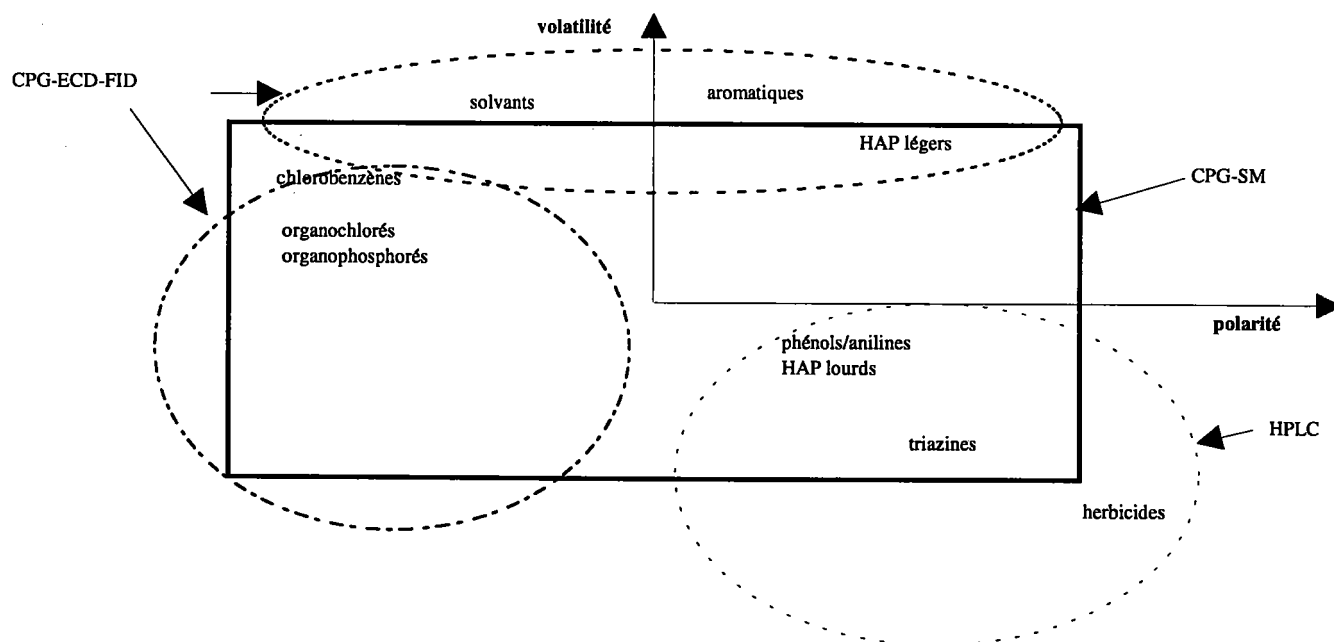 volatilité
CPG-ECD-FID
solvants
aromatiques
HAP légers
chlorobenzènes
CPG-SM
organochlorés
organophosphorés
polarité
phénols/anilines
HAP lourds
triazines
HPLC
herbicides